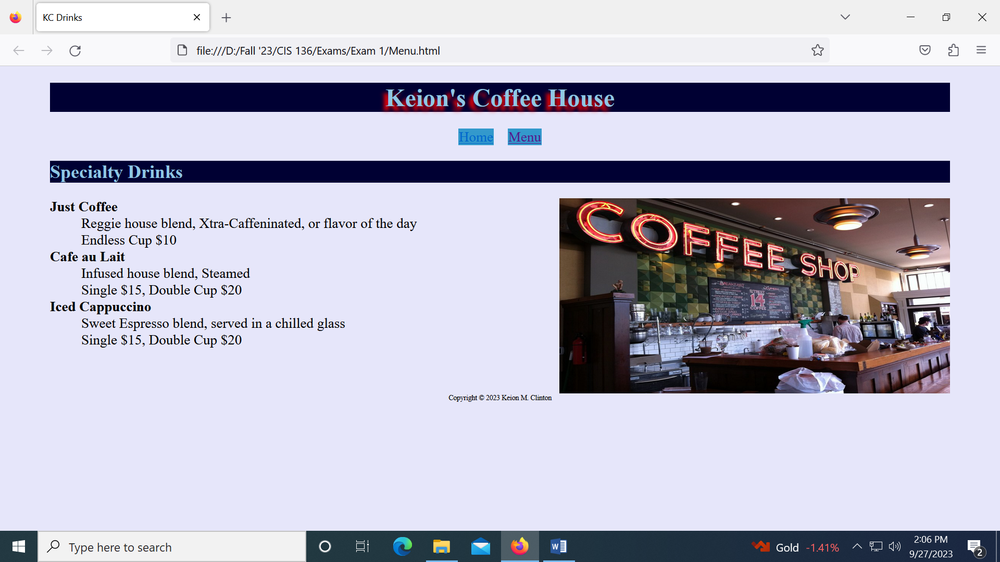 KC Drinks
file:///D:/Fall '23/CIS 136/Exams/Exam 1/Menu.html
Keion's Coffee House
Home Menu
Specialty Drinks
Just Coffee
Reggie house blend, Xtra-Caffeninated, or flavor of the day
Endless Cup $10
Cafe au Lait
Infused house blend, Steamed
Single $15, Double Cup $20
Iced Cappuccino
Sweet Espresso blend, served in a chilled glass
Single $15, Double Cup $20
COFFEE SHOP
BREAKFAST
STREET
14
COFFEE
Copyright © 2023 Keion M. Clinton
Type here to search
Gold -1.41%
2:06 PM
9/27/2023
2